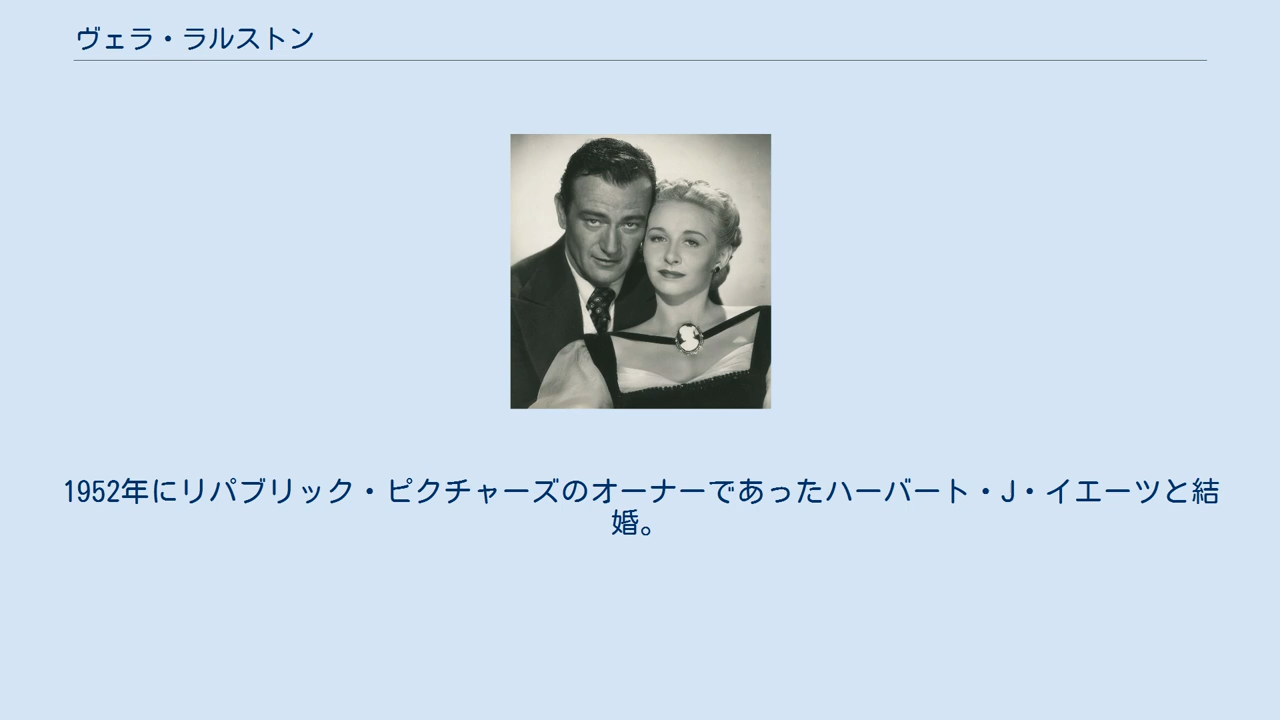 ヴェラ・ラルストン
1952年にリパブリック・ピクチャーズのオーナーであったハーバート・J・イエーツと結
婚。